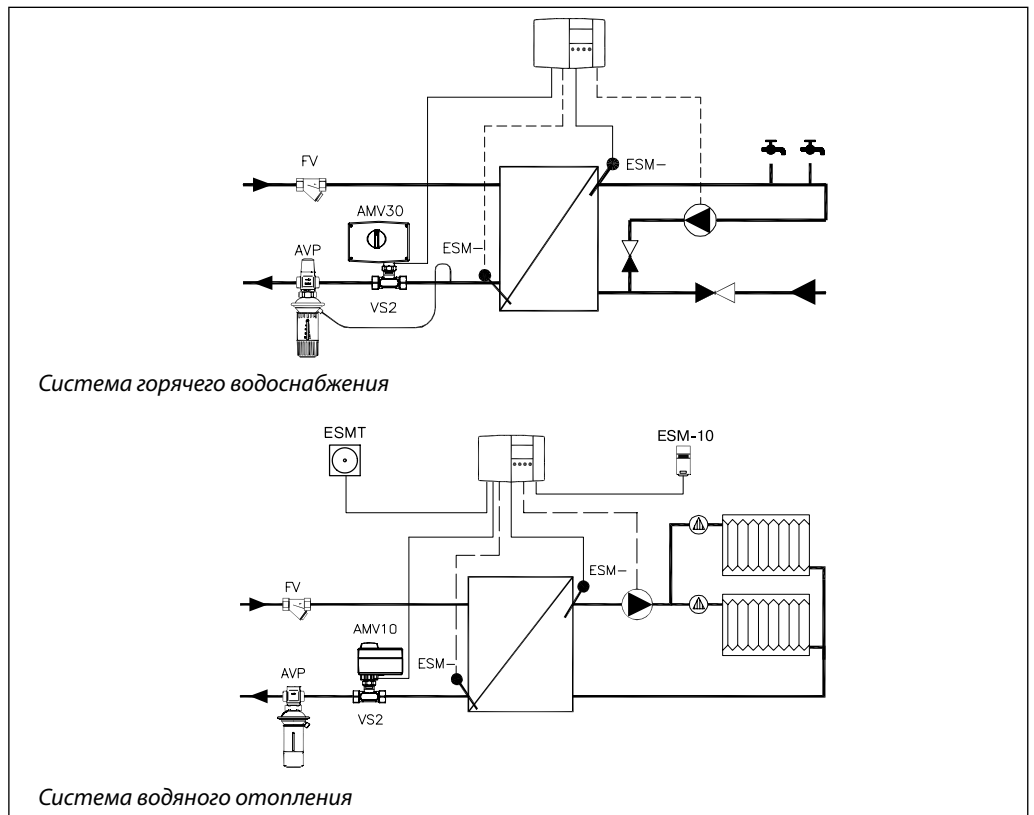 FV
ESM-
AMV30
AVP
ESM-
VS2
Система горячего водоснабжения
ESMT
ESM-10
ESM-
FV
AMV10
ESM-
AVP
VS2
Система водяного отопления